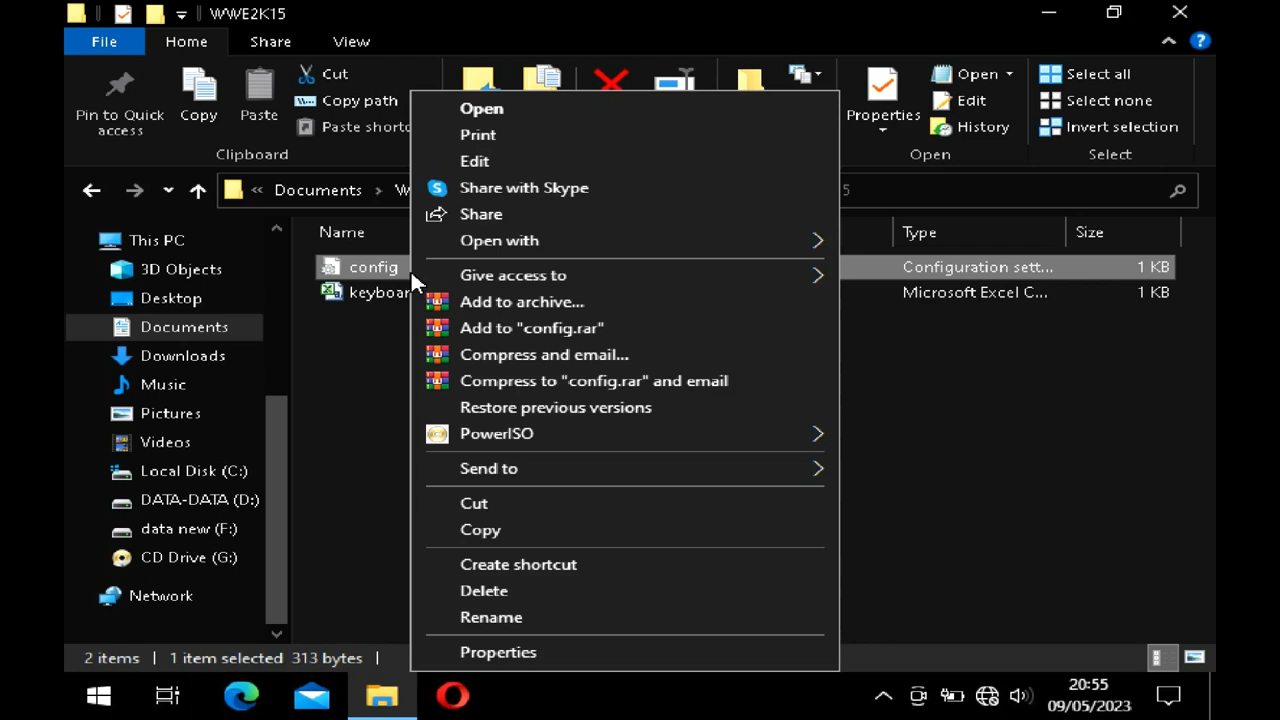 WWE2K15
File Home Share View
Pin to Quick access
Copy
Paste
Cut
Copy path
Paste shortc
Clipboard
Properties
Open
Edit
History
Open
Select all
Select none
Invert selection
Select
« Documents > W
5
This PC
3D Objects
Desktop
Documents
Downloads
Music
Pictures
Videos
Local Disk (C:)
DATA-DATA (D:)
data new (F:)
CD Drive (G:)
Network
Name Type Size
config Configuration sett... 1 KB
keyboar Microsoft Excel C... 1 KB
Open
Print
Edit
Share with Skype
Share
Open with
Give access to
Add to archive...
Add to "config.rar"
Compress and email...
Compress to "config.rar" and email
Restore previous versions
PowerISO
Send to
Cut
Copy
Create shortcut
Delete
Rename
Properties
2 items 1 item selected 313 bytes
20:55
09/05/2023